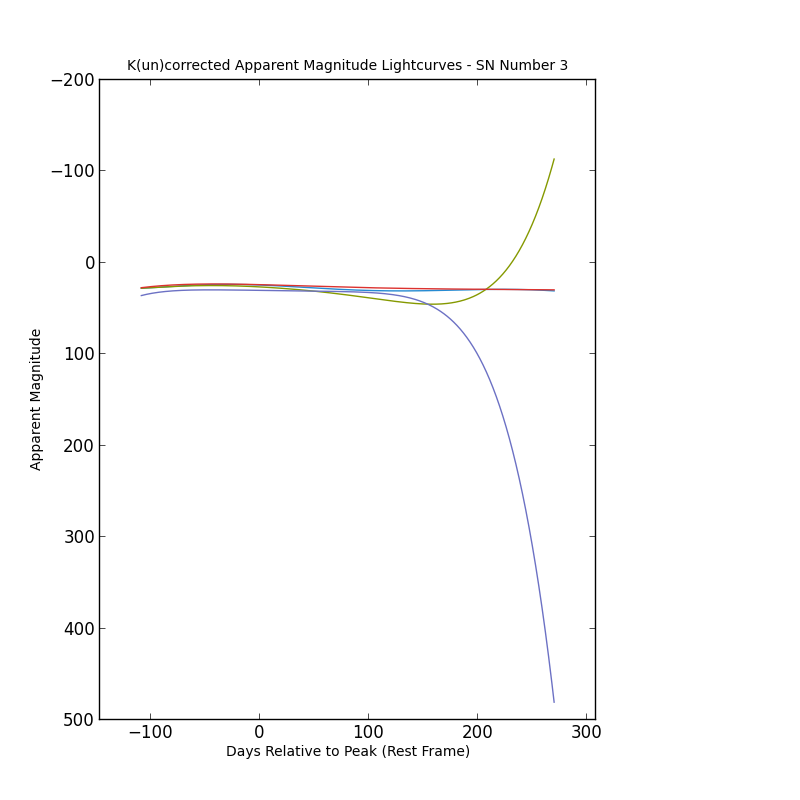 K(un)corrected Apparent Magnitude Lightcurves - SN Number 3
−200
−100
0
100
200
300
400
500
Apparent Magnitude
−100 0 100 200 300
Days Relative to Peak (Rest Frame)